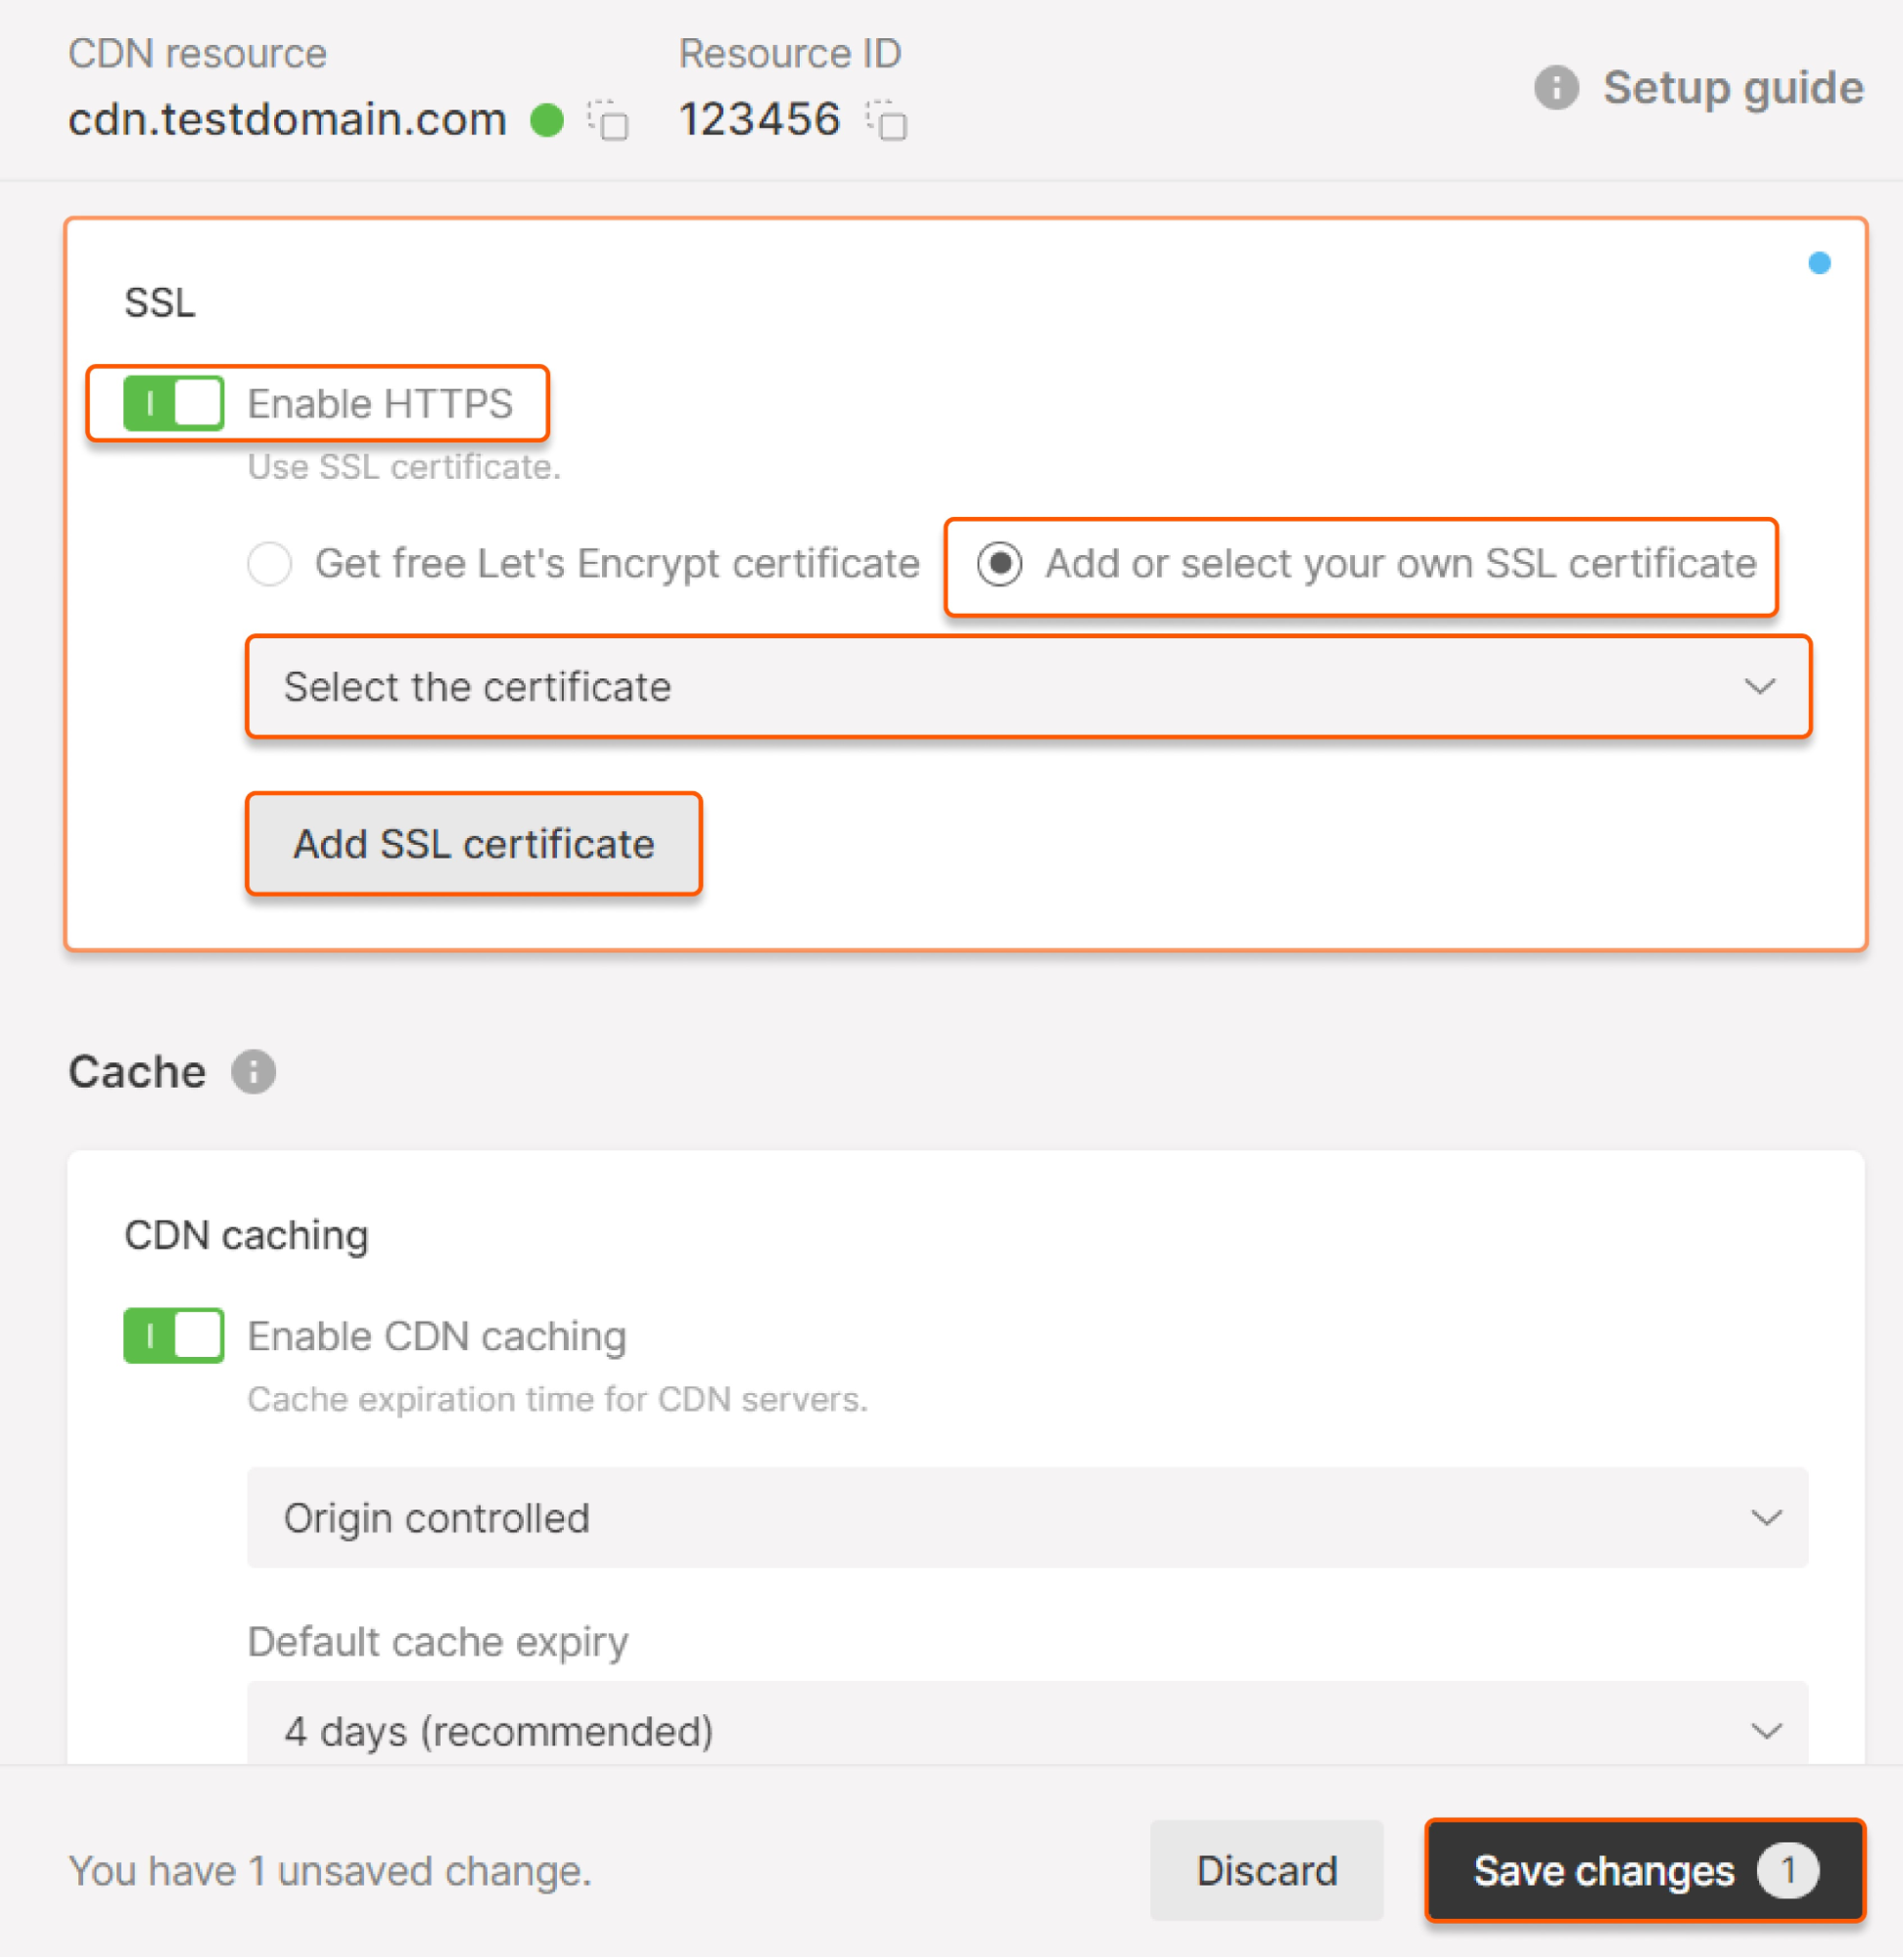 CDN resource
Resource ID
cdn.testdomain.com
123456
Setup guide
SSL
Enable HTTPS
Use SSL certificate.
Get free Let's Encrypt certificate
Add or select your own SSL certificate
Select the certificate
Add SSL certificate
Cache
CDN caching
Enable CDN caching
Cache expiration time for CDN servers.
Origin controlled
Default cache expiry
4 days (recommended)
You have 1 unsaved change.
Discard
Save changes 1